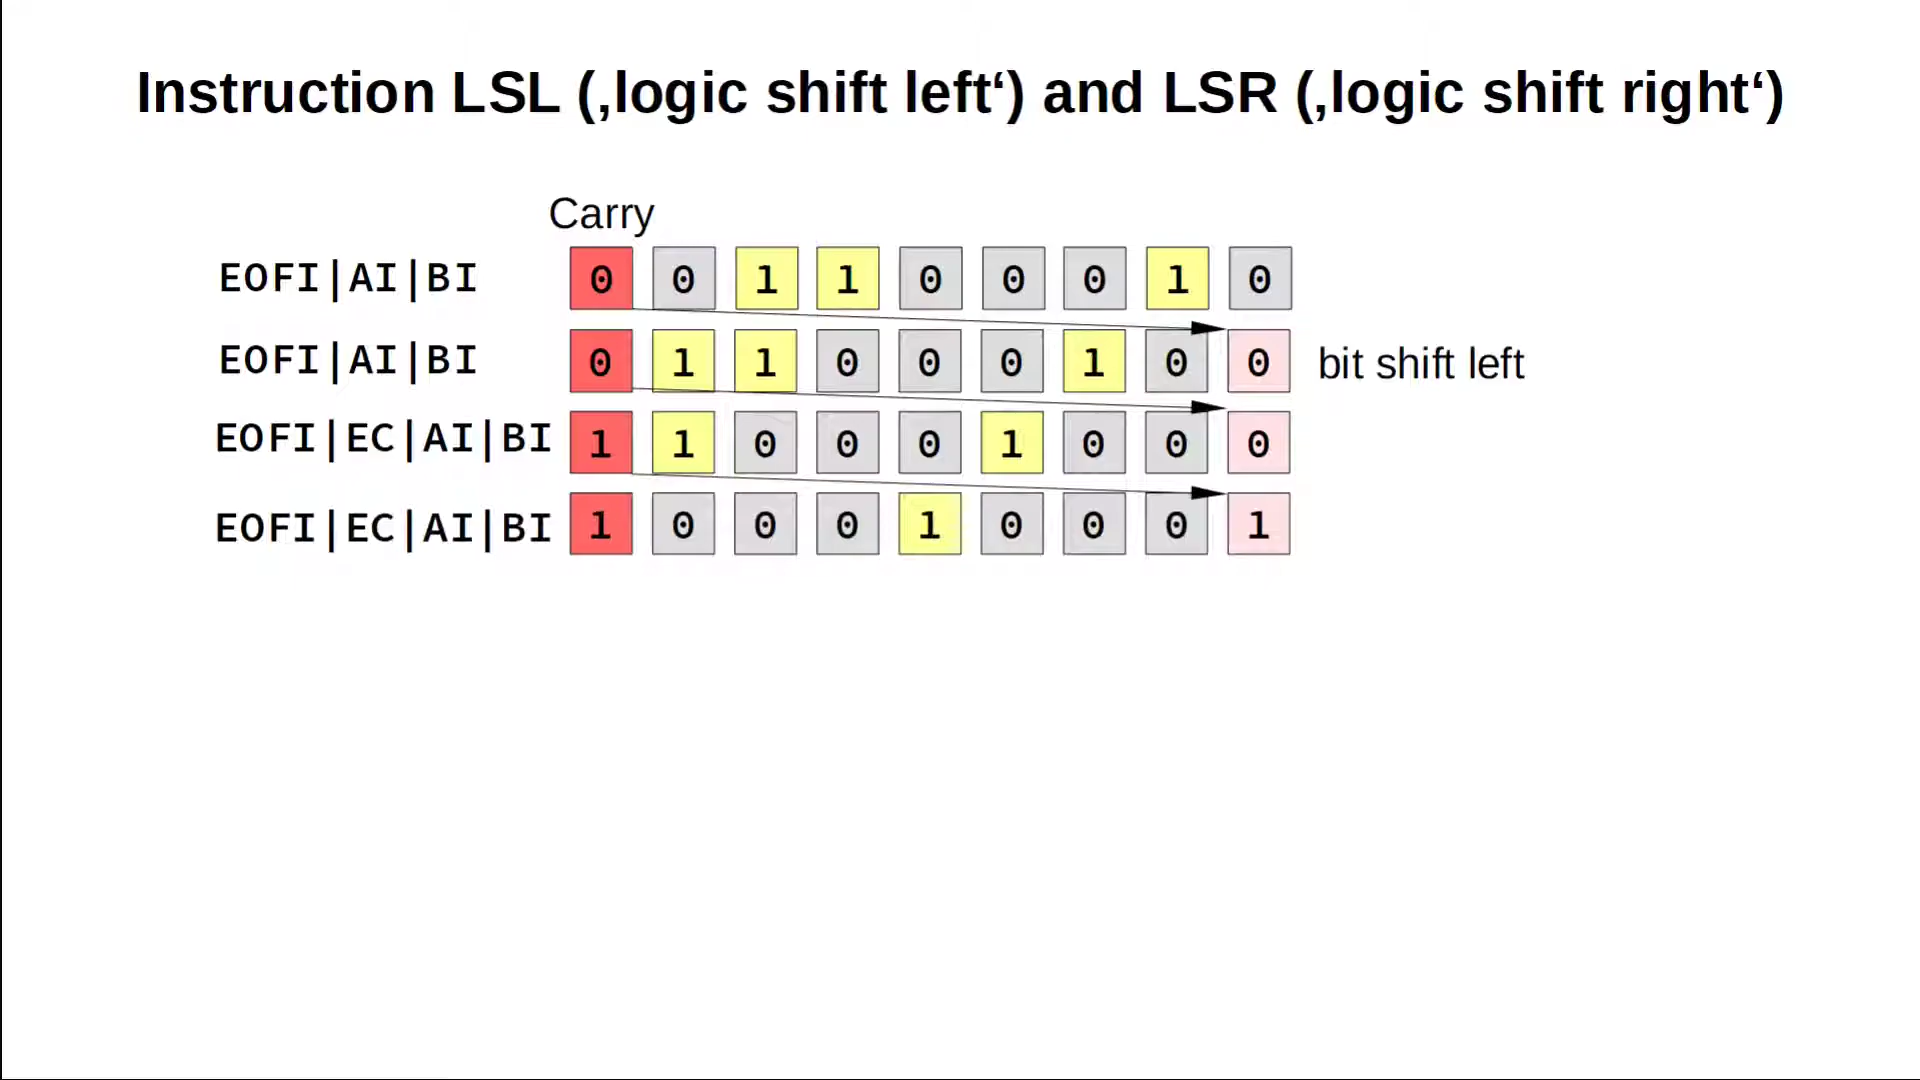 Instruction LSL (‚logic shift left‘) and LSR (‚logic shift right‘)
Carry
EOFI|AI|BI 0 0 1 1 0 0 0 1 0
EOFI|AI|BI 0 1 1 0 0 0 1 0 0 bit shift left
EOFI|EC|AI|BI 1 1 0 0 0 1 0 0 0
EOFI|EC|AI|BI 1 0 0 0 1 0 0 0 1